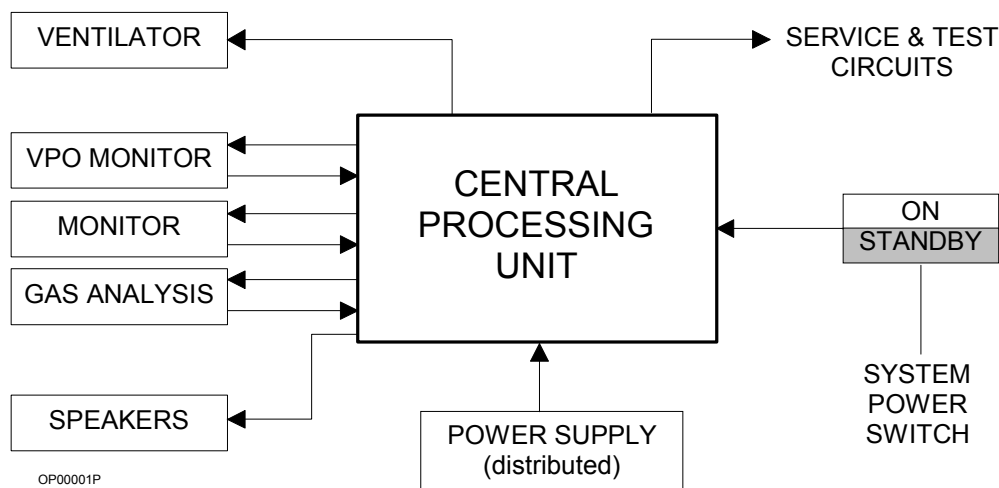 VENTILATOR
SERVICE & TEST
CIRCUITS
VPO MONITOR
MONITOR
GAS ANALYSIS
SPEAKERS
CENTRAL
PROCESSING
UNIT
ON
STANDBY
SYSTEM
POWER
SWITCH
POWER SUPPLY
(distributed)
OP00001P